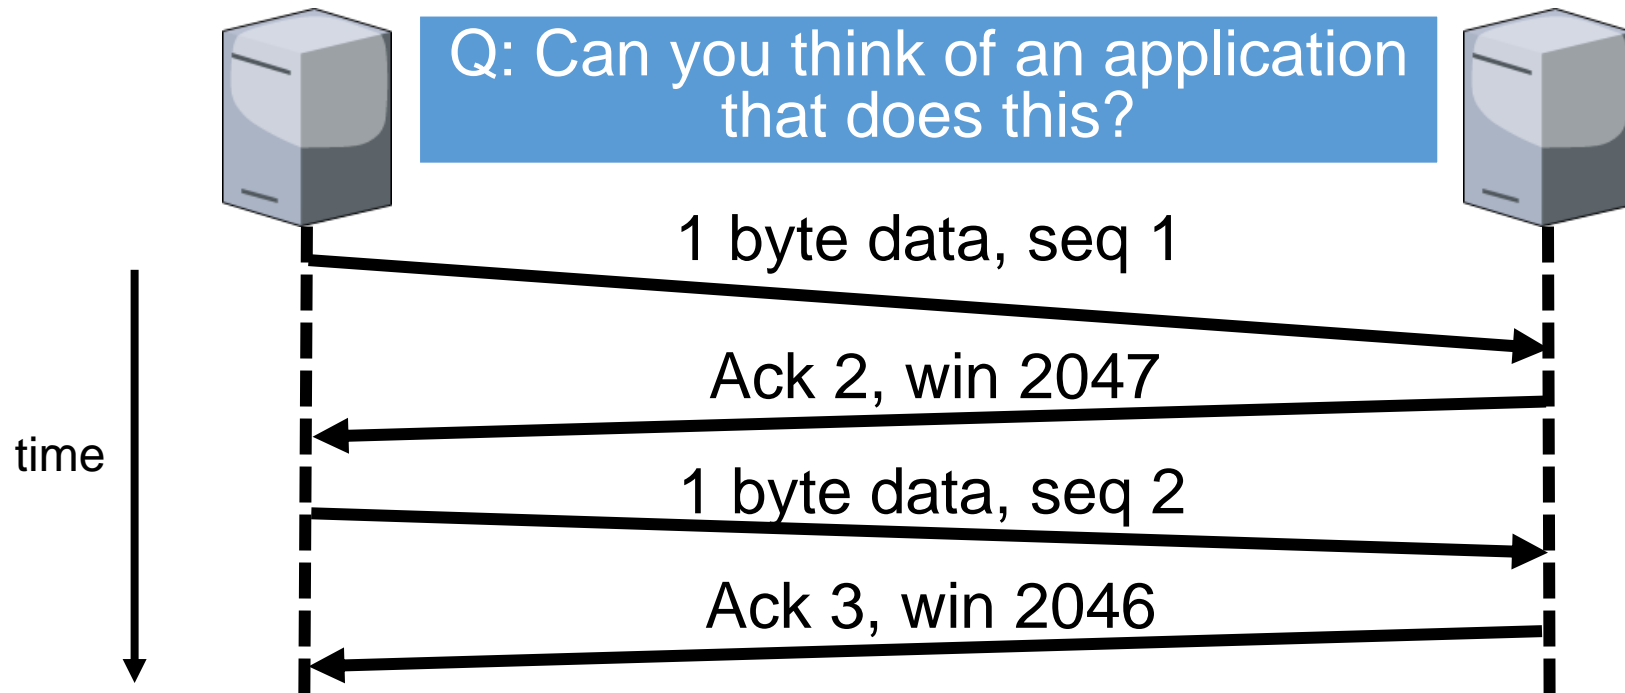 Q: Can you think of an application
that does this?
1 byte data, seq 1
Ack 2, win 2047
time
1 byte data, seq 2
Ack 3, win 2046